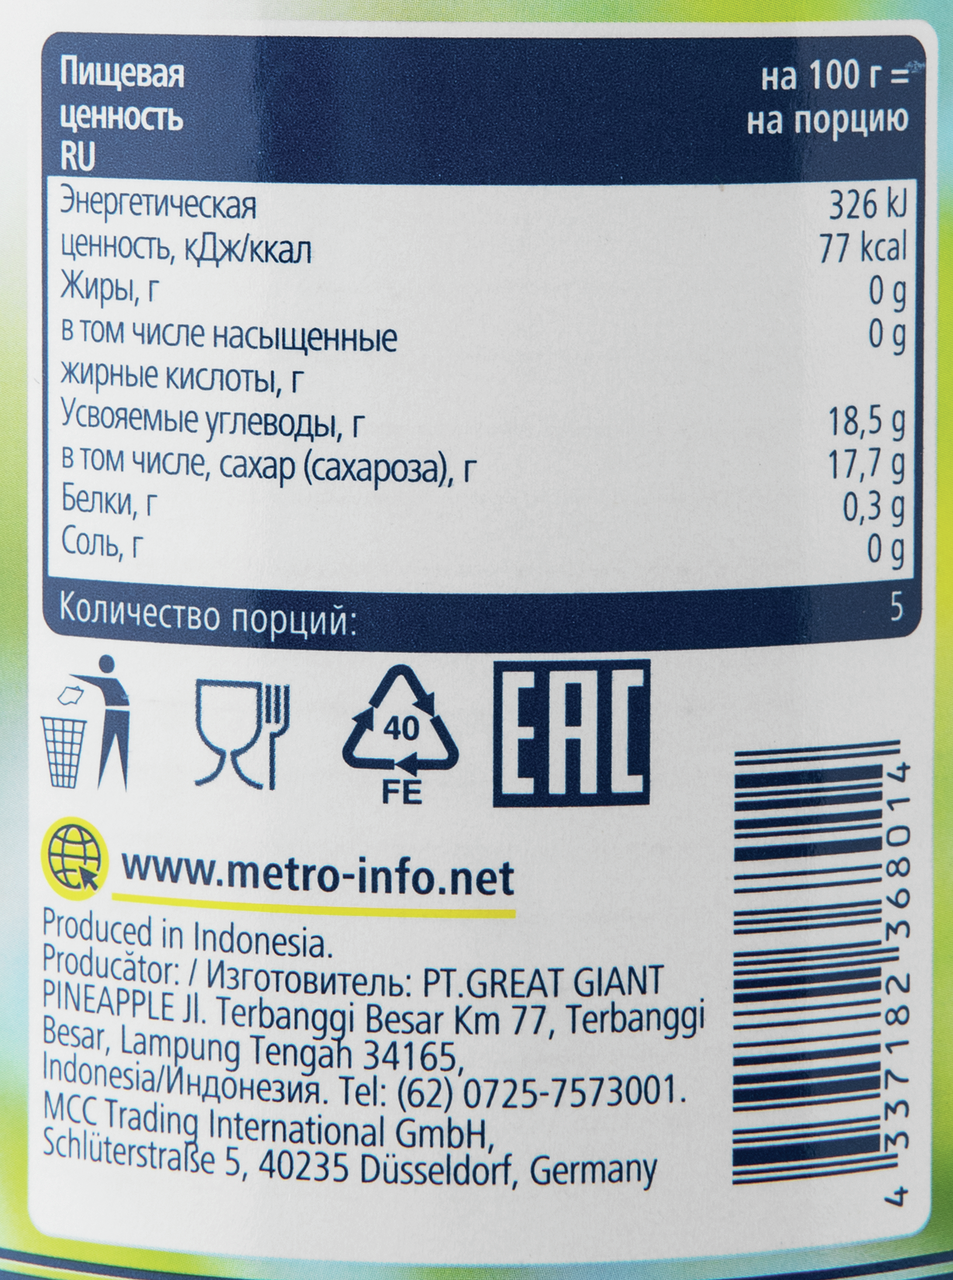 Пищевая
ценность
RU
на 100 г =
на порцию
Энергетическая 326 kJ
ценность, кДж/ккал 77 kcal
Жиры, г 0 g
в том числе насыщенные 0 g
жирные кислоты, г
Усвояемые углеводы, г 18,5 g
в том числе, сахар (сахароза), г 17,7 g
Белки, г 0,3 g
Соль, г 0 g
Количество порций: 5
40
FE
EAC
www.metro-info.net
Produced in Indonesia.
Producător: / Изготовитель: PT.GREAT GIANT
PINEAPPLE Jl. Terbanggi Besar Km 77, Terbanggi
Besar, Lampung Tengah 34165,
Indonesia/Индонезия. Tel: (62) 0725-7573001.
MCC Trading International GmbH,
Schlüterstraße 5, 40235 Düsseldorf, Germany
4 337182 368014